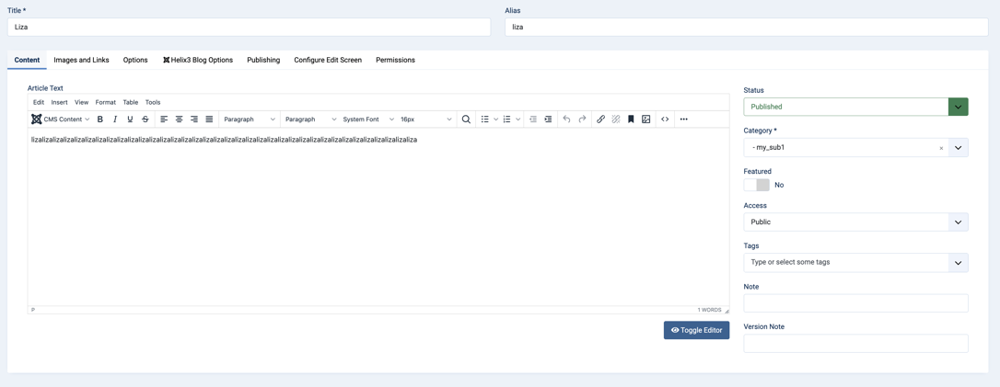 Title *
Alias
Liza
liza
Content
Images and Links
Options
Helix3 Blog Options
Publishing
Configure Edit Screen
Permissions
Article Text
Edit
Insert
View
Format
Table
Tools
CMS Content
B
I
U
S
Paragraph
Paragraph
System Font
16px
P
1 WORDS
Toggle Editor
Status
Published
Category *
- my_sub1
Featured
No
Access
Public
Tags
Type or select some tags
Note
Version Note